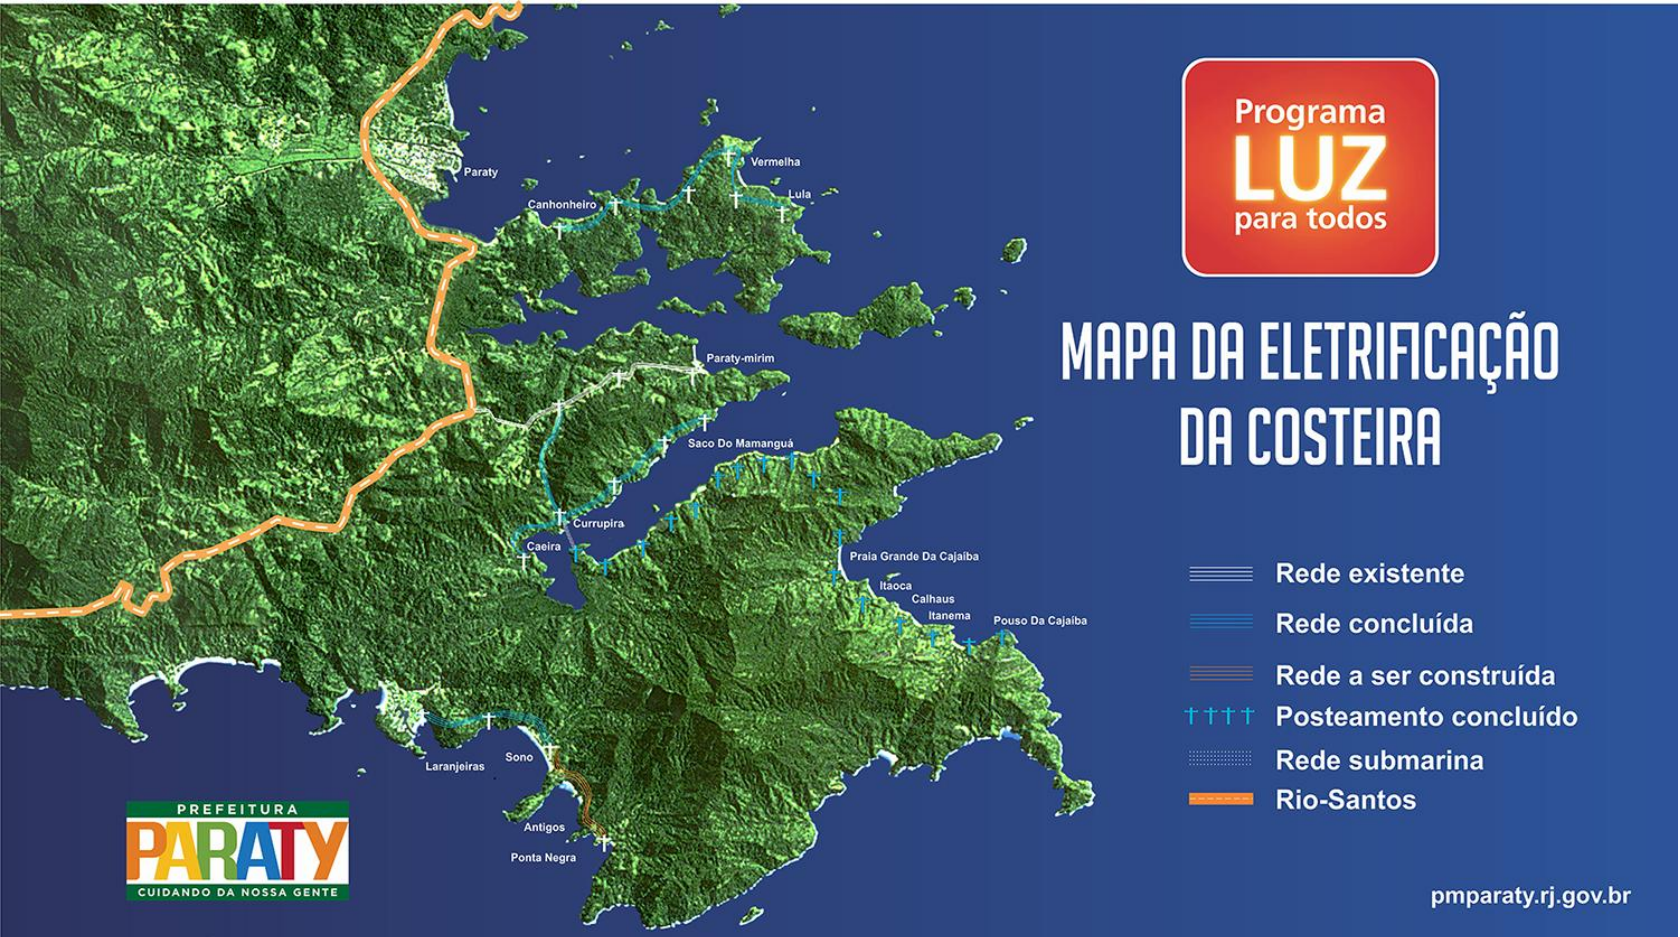 Programa
LUZ
para todos
MAPA DA ELETRIFICAÇÃO
DA COSTEIRA
Paraty
Vermelha
Lula
Canhonheiro
Paraty-mirim
Saco Do Mamanguá
Currupira
Caeira
Praia Grande Da Cajaíba
Itaoca
Calhaus
Itanema
Pouso Da Cajaíba
Laranjeiras
Sono
Antigos
Ponta Negra
Rede existente
Rede concluída
Rede a ser construída
Posteamento concluído
Rede submarina
Rio-Santos
PREFEITURA
PARATY
CUIDANDO DA NOSSA GENTE
pmparaty.rj.gov.br